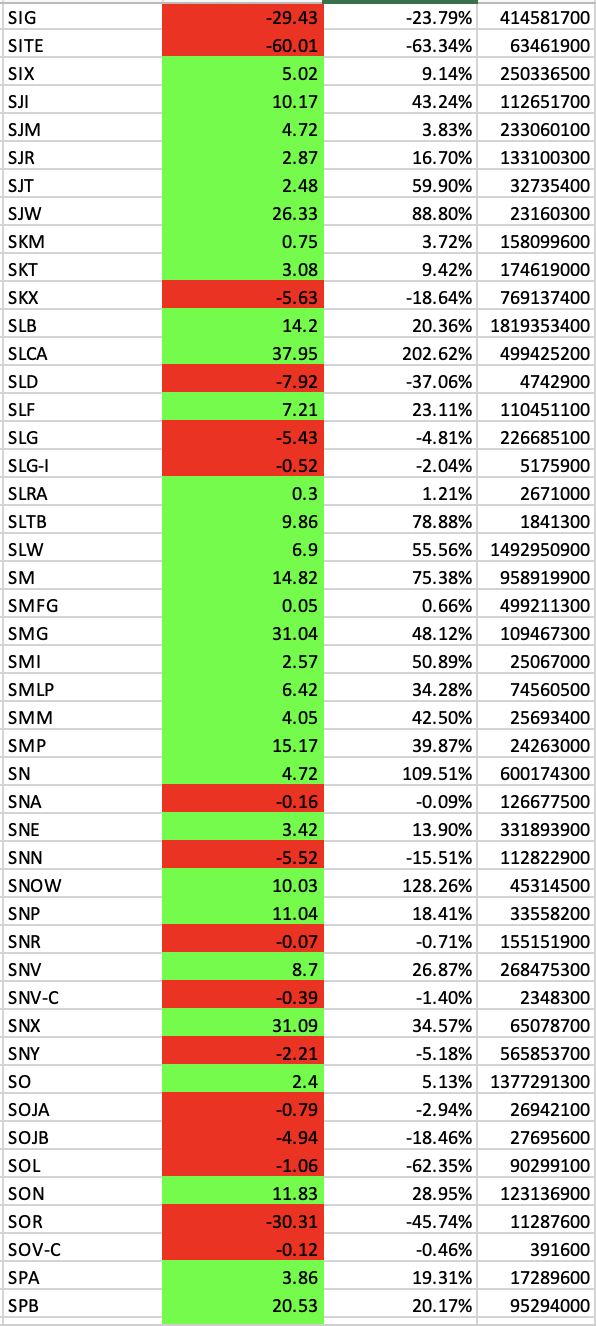 SIG -29.43 -23.79% 414581700
SITE -60.01 -63.34% 63461900
SIX 5.02 9.14% 250336500
SJI 10.17 43.24% 112651700
SJM 4.72 3.83% 233060100
SJR 2.87 16.70% 133100300
SJT 2.48 59.90% 32735400
SJW 26.33 88.80% 23160300
SKM 0.75 3.72% 158099600
SKT 3.08 9.42% 174619000
SKX -5.63 -18.64% 769137400
SLB 14.2 20.36% 1819353400
SLCA 37.95 202.62% 499425200
SLD -7.92 -37.06% 4742900
SLF 7.21 23.11% 110451100
SLG -5.43 -4.81% 226685100
SLG-I -0.52 -2.04% 5175900
SLRA 0.3 1.21% 2671000
SLTB 9.86 78.88% 1841300
SLW 6.9 55.56% 1492950900
SM 14.82 75.38% 958919900
SMFG 0.05 0.66% 499211300
SMG 31.04 48.12% 109467300
SMI 2.57 50.89% 25067000
SMLP 6.42 34.28% 74560500
SMM 4.05 42.50% 25693400
SMP 15.17 39.87% 24263000
SN 4.72 109.51% 600174300
SNA -0.16 -0.09% 126677500
SNE 3.42 13.90% 331893900
SNN -5.52 -15.51% 112822900
SNOW 10.03 128.26% 45314500
SNP 11.04 18.41% 33558200
SNR -0.07 -0.71% 155151900
SNV 8.7 26.87% 268475300
SNV-C -0.39 -1.40% 2348300
SNX 31.09 34.57% 65078700
SNY -2.21 -5.18% 565853700
SO 2.4 5.13% 1377291300
SOJA -0.79 -2.94% 26942100
SOJB -4.94 -18.46% 27695600
SOL -1.06 -62.35% 90299100
SON 11.83 28.95% 123136900
SOR -30.31 -45.74% 11287600
SOV-C -0.12 -0.46% 391600
SPA 3.86 19.31% 17289600
SPB 20.53 20.17% 95294000